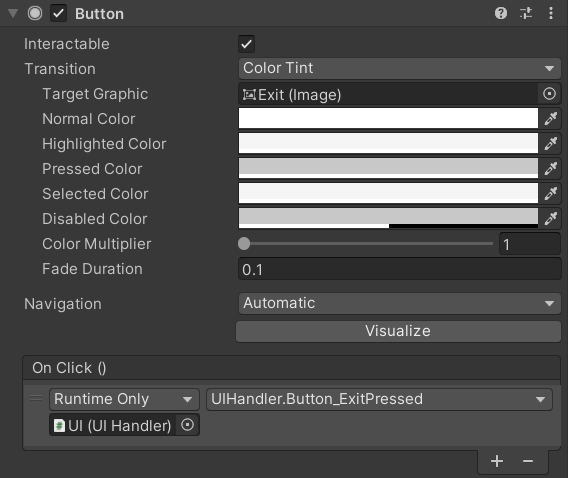 Button
Interactable
Transition Color Tint
Target Graphic Exit (Image)
Normal Color
Highlighted Color
Pressed Color
Selected Color
Disabled Color
Color Multiplier 1
Fade Duration 0.1
Navigation Automatic
Visualize
On Click ()
Runtime Only UIHandler.Button_ExitPressed
UI (UI Handler)